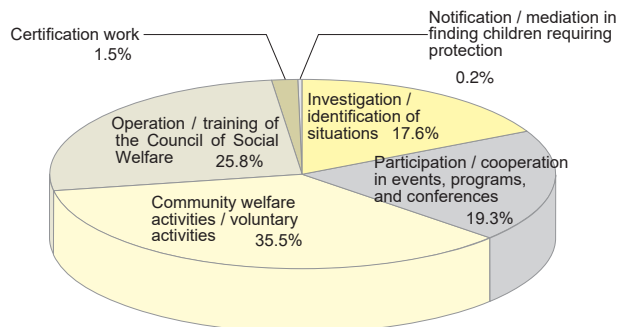 Certification work
1.5%
Notification / mediation in
finding children requiring
protection
0.2%
Investigation /
identification of
situations 17.6%
Operation / training of
the Council of Social
Welfare 25.8%
Participation / cooperation
in events, programs,
and conferences
19.3%
Community welfare
activities / voluntary
activities 35.5%